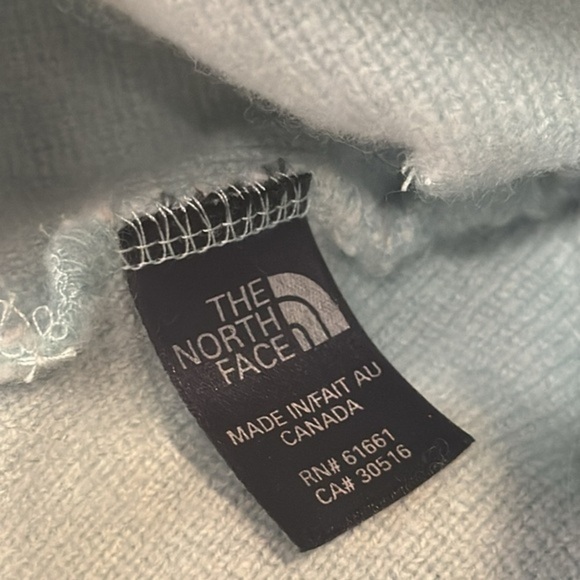 THE
NORTH
FACE
MADE IN/FAIT AU
CANADA
RN# 61661
CA# 30516